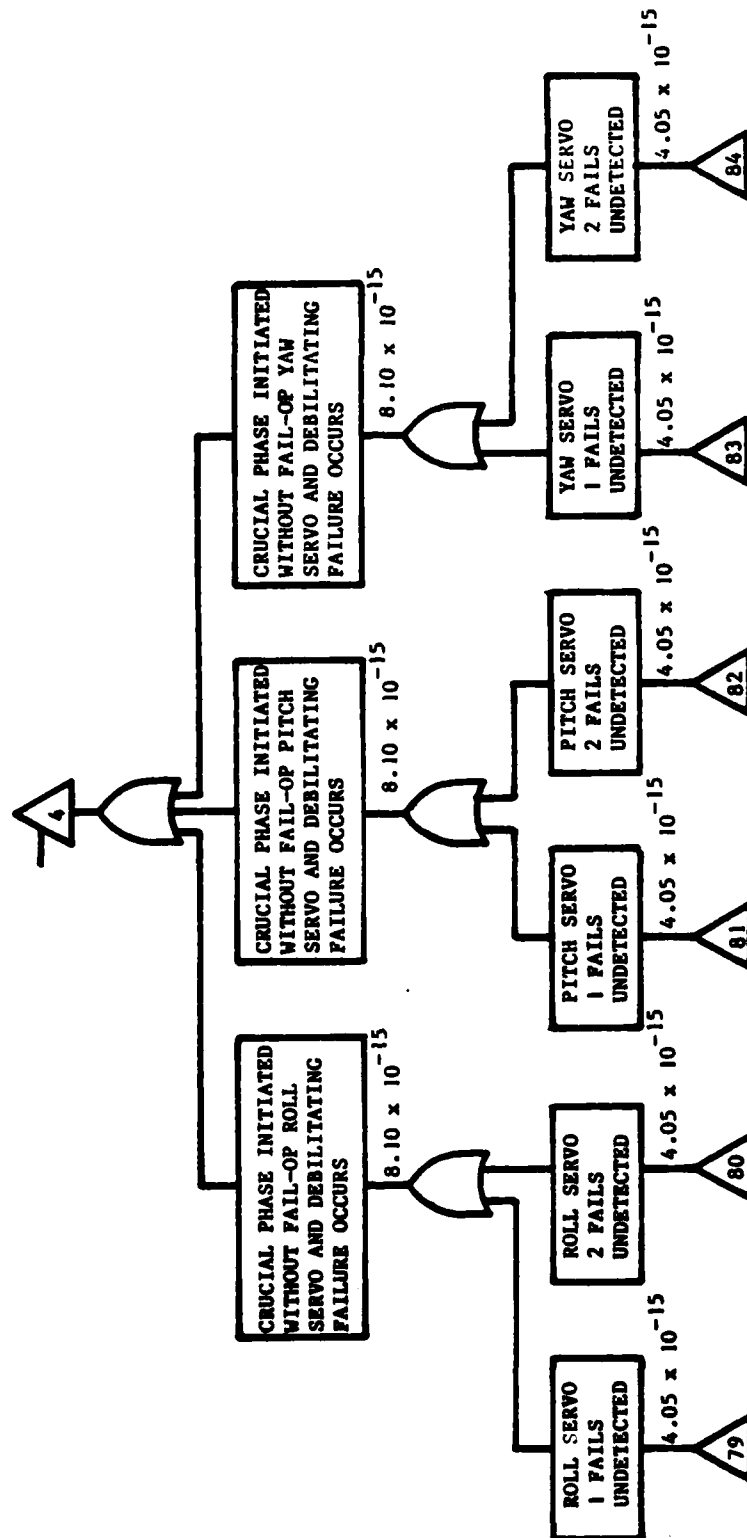 4
CRUCIAL PHASE INITIATED
WITHOUT FAIL-OP ROLL
SERVO AND DEBILITATING
FAILURE OCCURS
8.10 x 10⁻¹⁵
CRUCIAL PHASE INITIATED
WITHOUT FAIL-OP PITCH
SERVO AND DEBILITATING
FAILURE OCCURS
8.10 x 10⁻¹⁵
CRUCIAL PHASE INITIATED
WITHOUT FAIL-OP YAW
SERVO AND DEBILITATING
FAILURE OCCURS
8.10 x 10⁻¹⁵
ROLL SERVO
1 FAILS
UNDETECTED
4.05 x 10⁻¹⁵
79
ROLL SERVO
2 FAILS
UNDETECTED
4.05 x 10⁻¹⁵
80
PITCH SERVO
1 FAILS
UNDETECTED
4.05 x 10⁻¹⁵
81
PITCH SERVO
2 FAILS
UNDETECTED
4.05 x 10⁻¹⁵
82
YAW SERVO
1 FAILS
UNDETECTED
4.05 x 10⁻¹⁵
83
YAW SERVO
2 FAILS
UNDETECTED
4.05 x 10⁻¹⁵
84